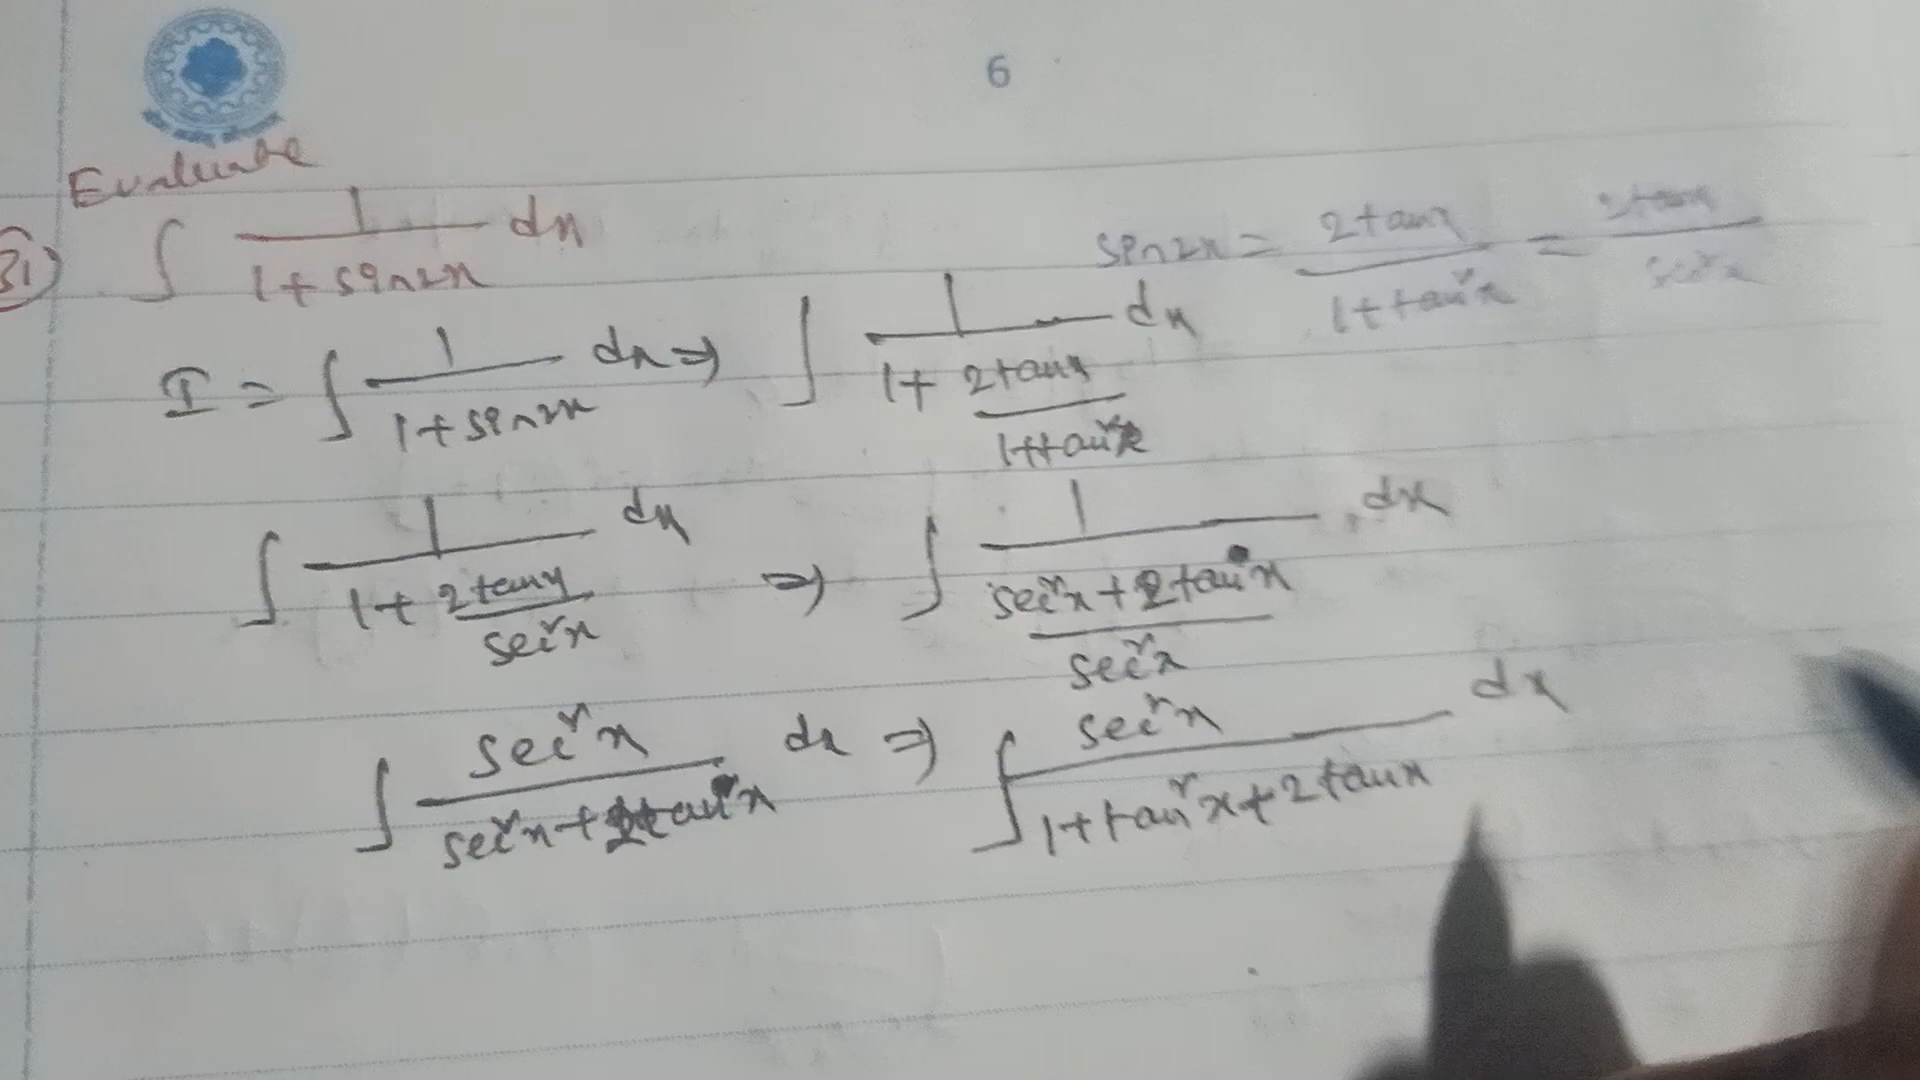 6
Evaluate
31) ∫ 1/(1+sin2x) dx
sin2x = 2tanx/(1+tan²x) = 2tanx/sec²x
I = ∫ 1/(1+sin2x) dx ⇒ ∫ 1/(1+ 2tanx/(1+tan²x)) dx
∫ 1/(1+ 2tanx/sec²x) dx ⇒ ∫ 1/((sec²x+2tanx)/sec²x) dx
∫ sec²x/(sec²x+2tanx) dx ⇒ ∫ sec²x/(1+tan²x+2tanx) dx